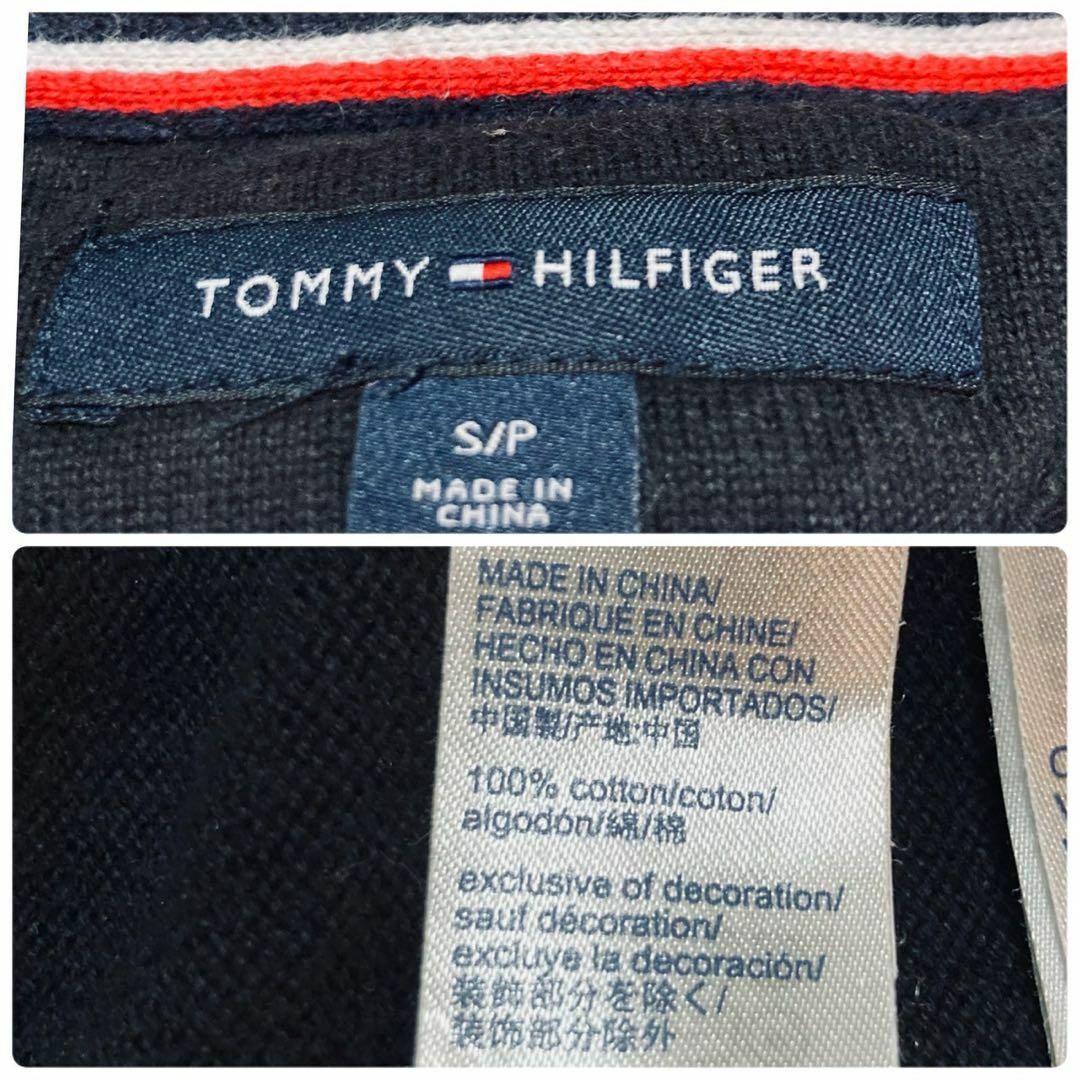 TOMMY HILFIGER
S/P
MADE IN
CHINA
MADE IN CHINA/
FABRIQUÉ EN CHINE/
HECHO EN CHINA CON
INSUMOS IMPORTADOS/
中国製/产地:中国
100% cotton/coton/
algodón/綿/棉
exclusive of decoration/
sauf décoration/
excluye la decoración/
装飾部分を除く/
装饰部分除外